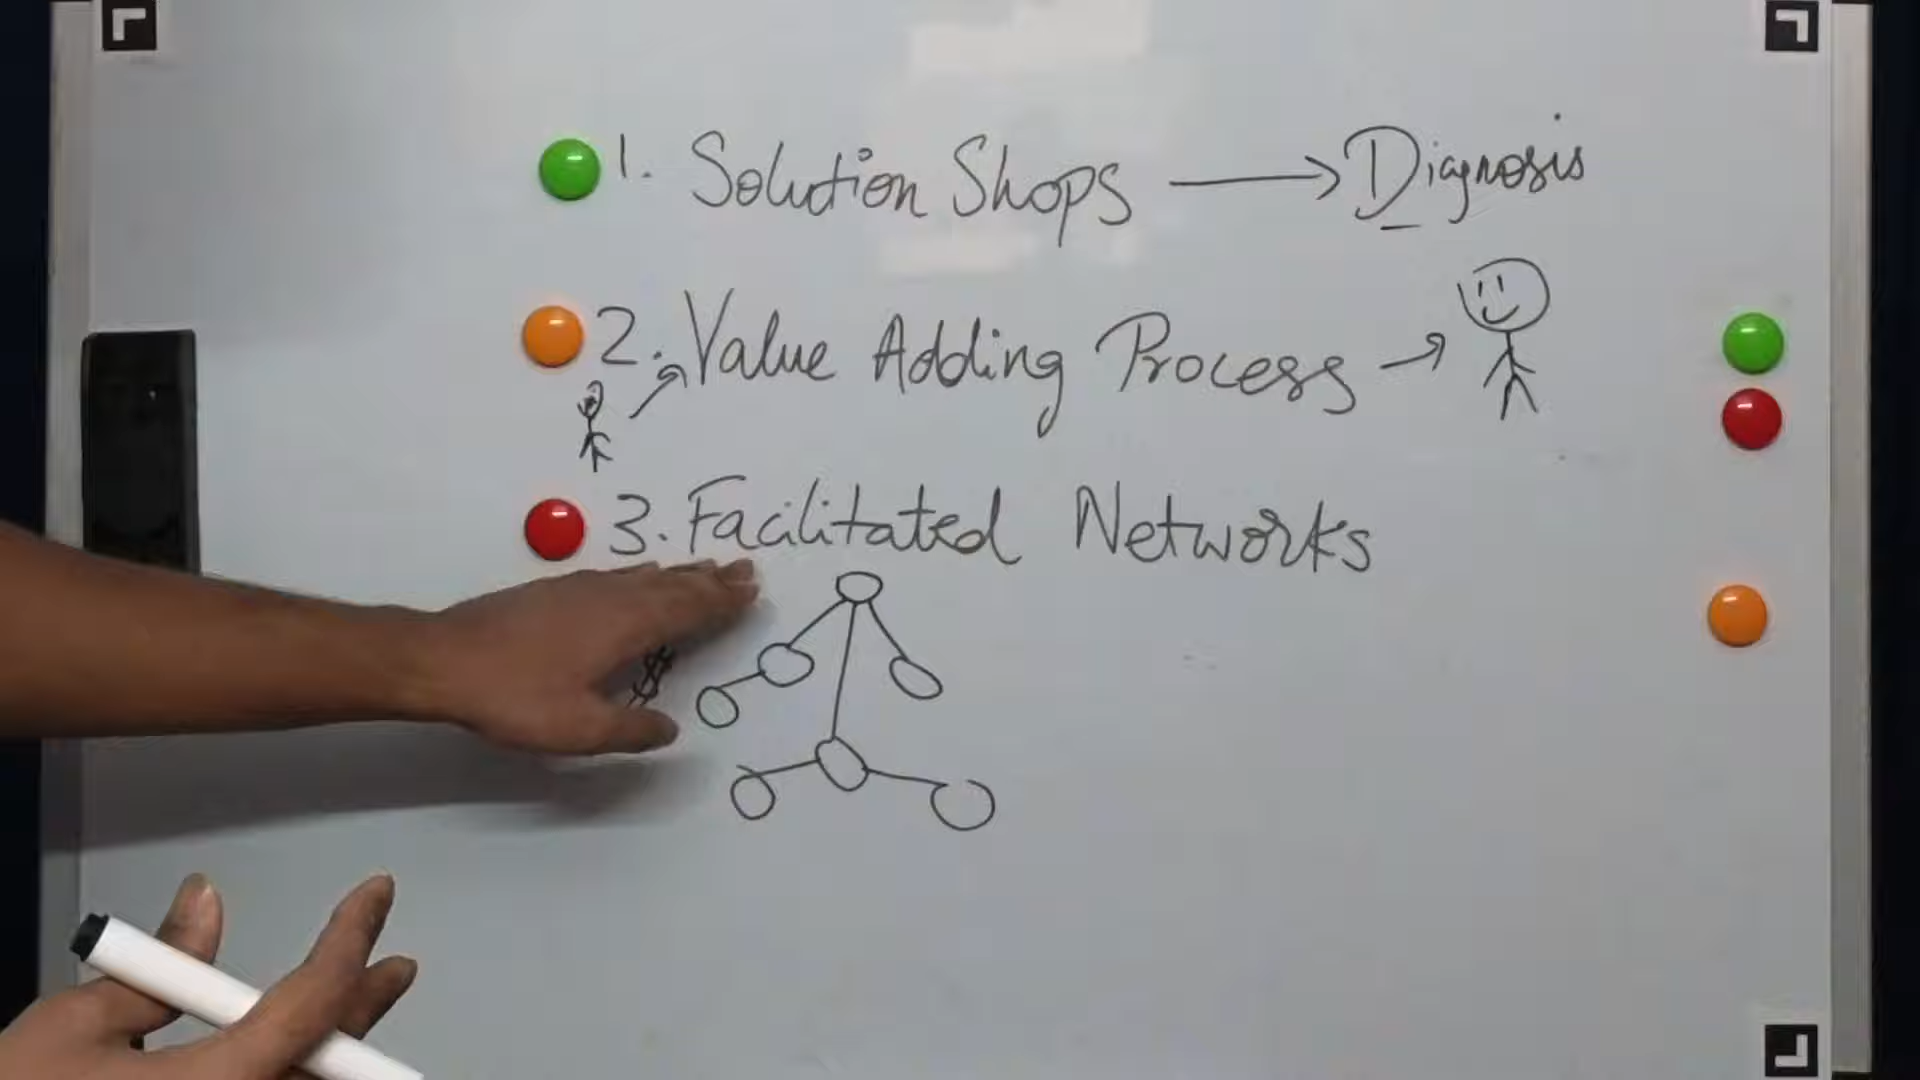 1. Solution Shops → Diagnosis
2. Value Adding Process →
3. Facilitated Networks
$